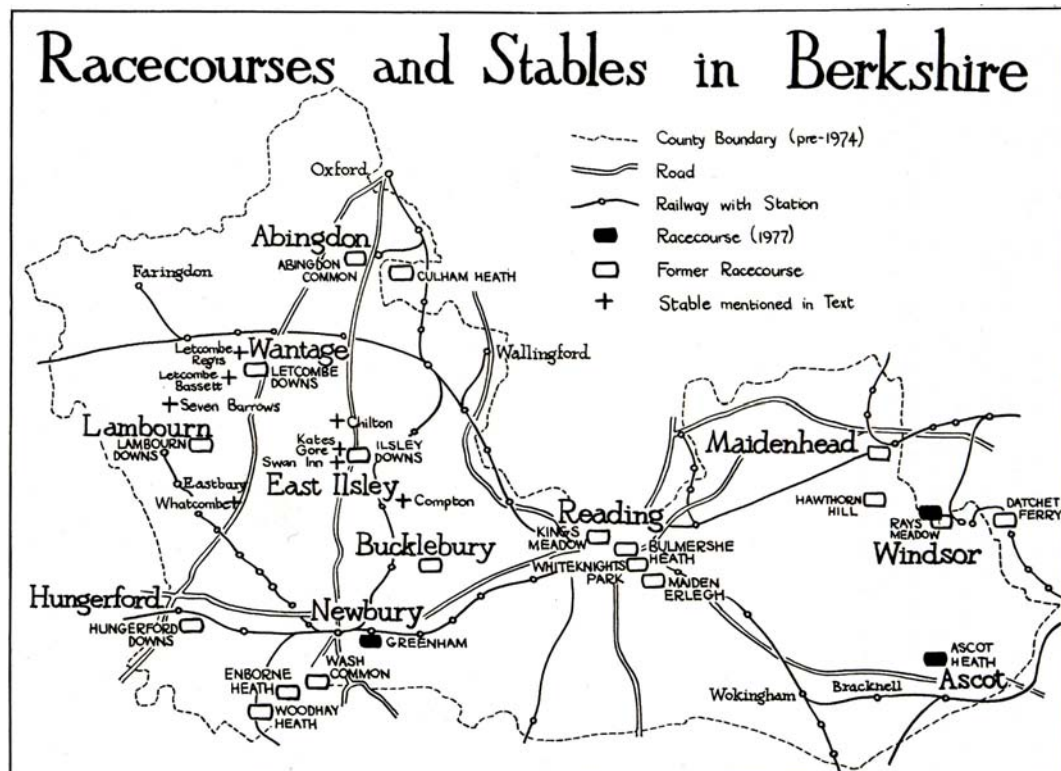 Racecourses and Stables in Berkshire
County Boundary (pre-1974)
Road
Railway with Station
Racecourse (1977)
Former Racecourse
Stable mentioned in Text
Oxford
Abingdon
ABINGDON
COMMON
CULHAM HEATH
Faringdon
Wallingford
Letcombe
Regis
Wantage
LETCOMBE
DOWNS
Letcombe
Bassett
Seven Barrows
Lambourn
LAMBOURN
DOWNS
Chilton
Kates
Gore
ILSLEY
DOWNS
Swan Inn
East Ilsley
Eastbury
Whatcombe
Compton
Maidenhead
HAWTHORN
HILL
RAYS
MEADOW
DATCHET
FERRY
Windsor
Reading
KING'S
MEADOW
BULMERSHE
HEATH
WHITEKNIGHTS
PARK
MAIDEN
ERLEGH
Bucklebury
Hungerford
HUNGERFORD
DOWNS
Newbury
GREENHAM
WASH
COMMON
ENBORNE
HEATH
WOODHAY
HEATH
ASCOT
HEATH
Ascot
Wokingham
Bracknell